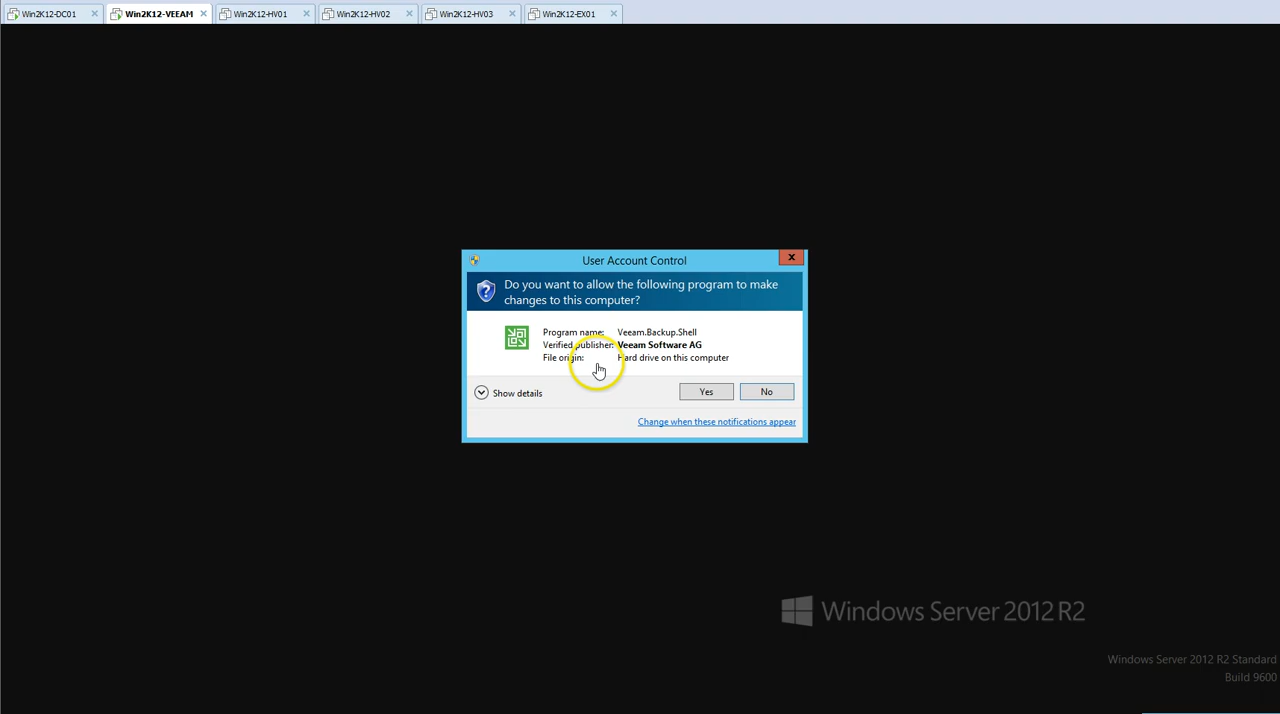 Win2K12-DC01 Win2K12-VEEAM Win2K12-HV01 Win2K12-HV02 Win2K12-HV03 Win2K12-EX01
User Account Control
Do you want to allow the following program to make
changes to this computer?
Program name: Veeam.Backup.Shell
Verified publisher: Veeam Software AG
File origin: Hard drive on this computer
Show details Yes No
Change when these notifications appear
Windows Server 2012 R2
Windows Server 2012 R2 Standard
Build 9600